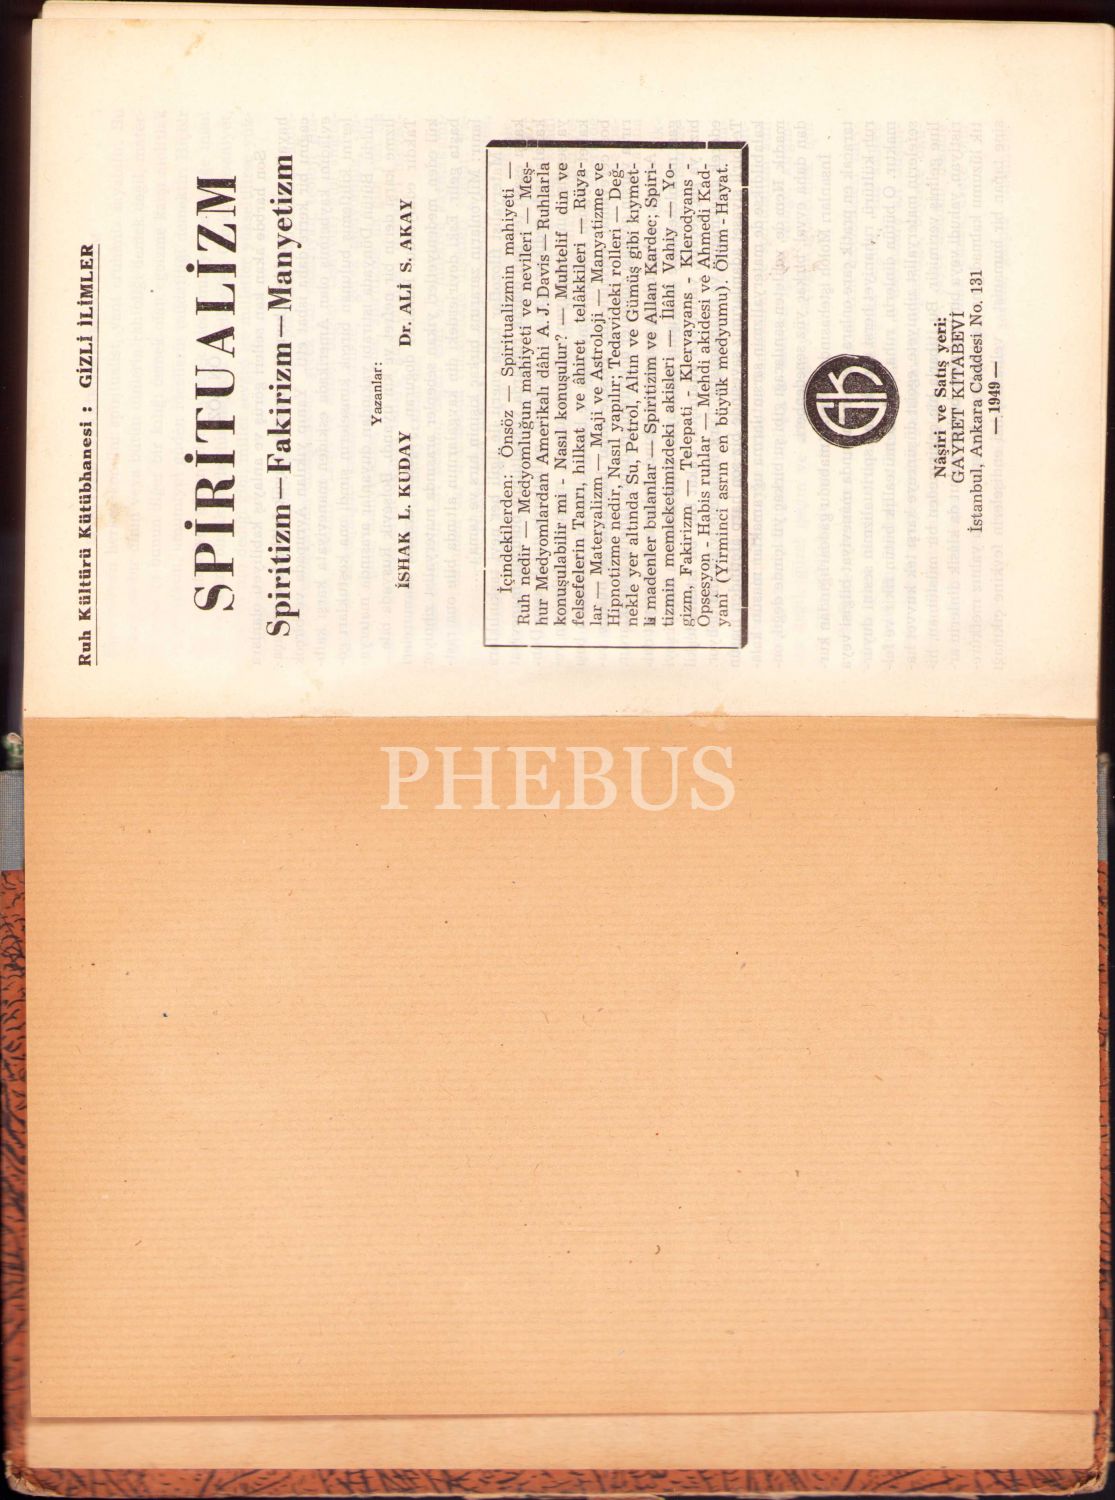 Ruh Kültürü Kütübhanesi : GİZLİ İLİMLER
SPİRİTUALİZM
Spiritizm — Fakirizm — Manyetizm
Yazanlar:
İSHAK L. KUDAY Dr. ALİ S. AKAY
İçindekilerden: Önsöz — Spiritualizmin mahiyeti —
Ruh nedir — Medyomluğun mahiyeti ve nevileri — Meş-
hur Medyomlardan Amerikalı dâhi A. J. Davis — Ruhlarla
konuşulabilir mi - Nasıl konuşulur? — Muhtelif din ve
felsefelerin Tanrı, hilkat ve âhiret telâkkileri — Rüya-
lar — Materyalizm — Maji ve Astroloji — Manyatizme ve
Hipnotizme nedir, Nasıl yapılır; Tedavideki rolleri — Değ-
nekle yer altında Su, Petrol, Altın ve Gümüş gibi kıymet-
li madenler bulanlar — Spiritizim ve Allan Kardec; Spiri-
tizmin memleketimizdeki akisleri — İlâhî Vahiy — Yo-
gizm, Fakirizm — Telepati - Klervayans - Klerodyans -
Opsesyon - Habis ruhlar — Mehdi akidesi ve Ahmedi Kad-
yanî (Yirminci asrın en büyük medyumu). Ölüm - Hayat.
GK
Nâşiri ve Satış yeri:
GAYRET KİTABEVİ
İstanbul, Ankara Caddesi No. 131
— 1949 —
PHEBUS